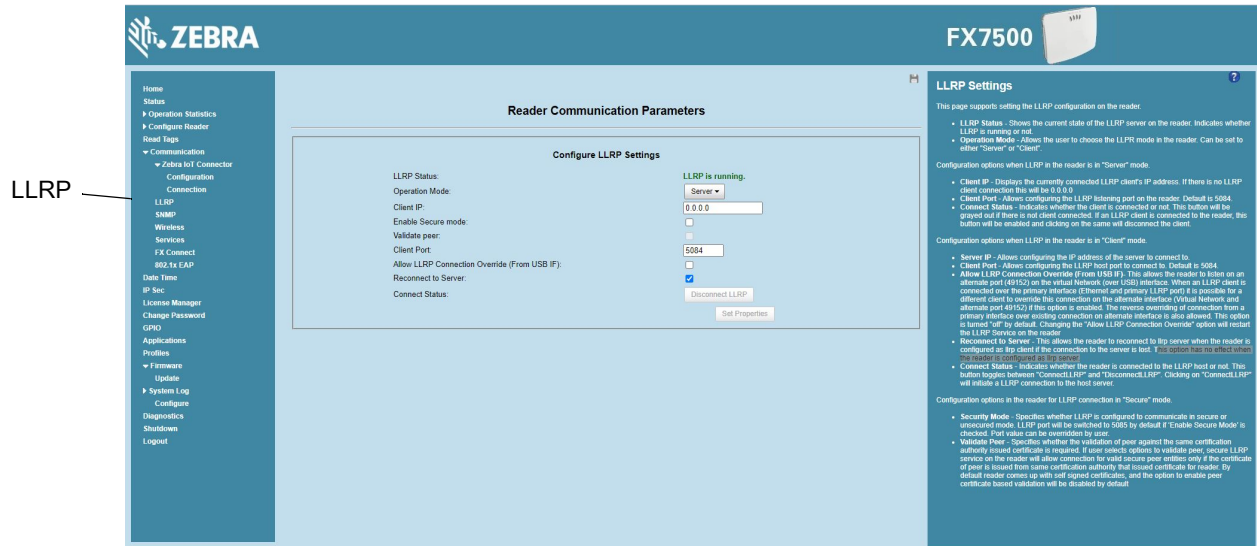 ZEBRA
FX7500
LLRP
Home
Status
Operation Statistics
Configure Reader
Read Tags
Communication
Zebra IoT Connector
Configuration
Connection
LLRP
SNMP
Wireless
Services
FX Connect
802.1x EAP
Date Time
IP Sec
License Manager
Change Password
GPIO
Applications
Profiles
Firmware
Update
System Log
Configure
Diagnostics
Shutdown
Logout
Reader Communication Parameters
Configure LLRP Settings
LLRP Status: LLRP is running.
Operation Mode: Server
Client IP: 0.0.0.0
Enable Secure mode:
Validate peer:
Client Port: 5084
Allow LLRP Connection Override (From USB IF):
Reconnect to Server:
Connect Status: Disconnect LLRP
Set Properties
?
LLRP Settings
This page supports setting the LLRP configuration on the reader.
• LLRP Status - Shows the current state of the LLRP server on the reader. Indicates whether
LLRP is running or not.
• Operation Mode - Allows the user to choose the LLPR mode in the reader. Can be set to
either "Server" or "Client".
Configuration options when LLRP in the reader is in "Server" mode.
• Client IP - Displays the currently connected LLRP client's IP address. If there is no LLRP
client connection this will be 0.0.0.0
• Client Port - Allows configuring the LLRP listening port on the reader. Default is 5084.
• Connect Status - Indicates whether the client is connected or not. This button will be
grayed out if there is not client connected. If an LLRP client is connected to the reader, this
button will be enabled and clicking on the same will disconnect the client.
Configuration options when LLRP in the reader is in "Client" mode.
• Server IP - Allows configuring the IP address of the server to connect to.
• Client Port - Allows configuring the LLRP host port to connect to. Default is 5084
• Allow LLRP Connection Override (From USB IF)- This allows the reader to listen on an
alternate port (49152) on the virtual Network (over USB) interface. When an LLRP client is
connected over the primary interface (Ethernet and primary LLRP port) it is possible for a
different client to override this connection on the alternate interface (Virtual Network and
alternate port 49152) if this option is enabled. The reverse overriding of connection from a
primary interface over existing connection on alternate interface is also allowed. This option
is turned "off" by default. Changing the "Allow LLRP Connection Override" option will restart
the LLRP Service on the reader
• Reconnect to Server - This allows the reader to reconnect to llrp server when the reader is
configured as llrp client if the connection to the server is lost. This option has no effect when
the reader is configured as llrp server.
• Connect Status - Indicates whether the reader is connected to the LLRP host or not. This
button toggles between "ConnectLLRP" and "DisconnectLLRP". Clicking on "ConnectLLRP"
will initiate a LLRP connection to the host server.
Configuration options in the reader for LLRP connection in "Secure" mode.
• Security Mode - Specifies whether LLRP is configured to communicate in secure or
unsecured mode. LLRP port will be switched to 5085 by default if 'Enable Secure Mode' is
checked. Port value can be overridden by user.
• Validate Peer - Specifies whether the validation of peer against the same certification
authority issued certificate is required. If user selects options to validate peer, secure LLRP
service on the reader will allow connection for valid secure peer entities only if the certificate
of peer is issued from same certification authority that issued certificate for reader. By
default reader comes up with self signed certificates, and the option to enable peer
certificate based validation will be disabled by default